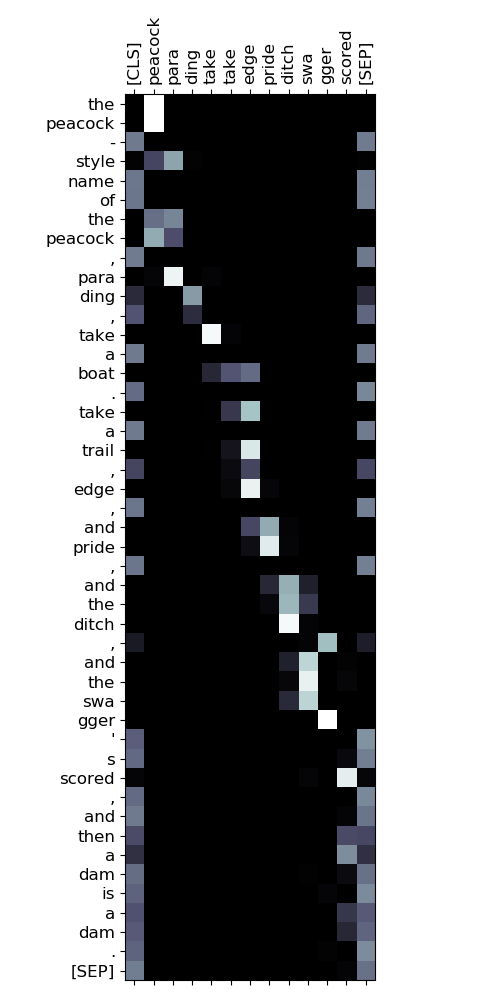 [CLS]
peacock
para
ding
take
take
edge
pride
ditch
swa
gger
scored
[SEP]
the
peacock
-
style
name
of
the
peacock
,
para
ding
,
take
a
boat
.
take
a
trail
,
edge
,
and
pride
,
and
the
ditch
,
and
the
swa
gger
'
s
scored
,
and
then
a
dam
is
a
dam
.
[SEP]